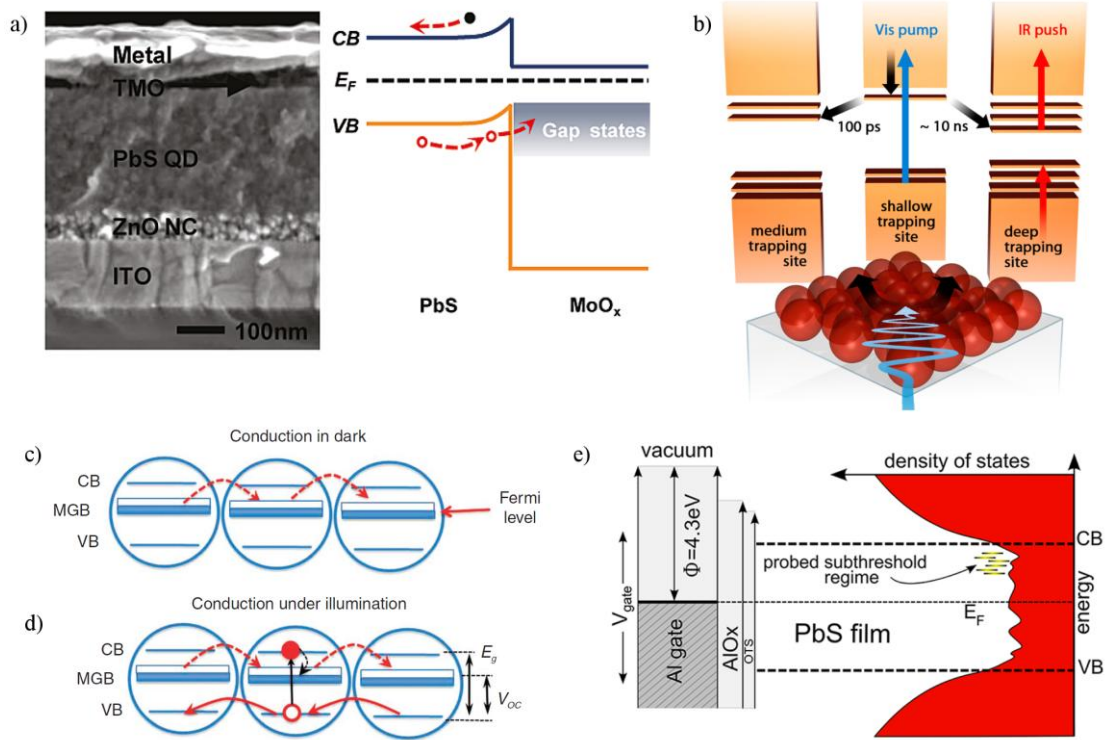 a)
Metal
TMO
PbS QD
ZnO NC
ITO
100nm
CB
E_F
VB
Gap states
PbS
MoO_x
b)
Vis pump
IR push
100 ps
~ 10 ns
medium
trapping
site
shallow
trapping
site
deep
trapping
site
c)
Conduction in dark
CB
MGB
VB
Fermi
level
d)
Conduction under illumination
CB
MGB
VB
E_g
V_OC
e)
vacuum
density of states
V_gate
Φ=4.3eV
Al gate
AlOx
OTS
probed subthreshold
regime
E_F
PbS film
CB
energy
VB